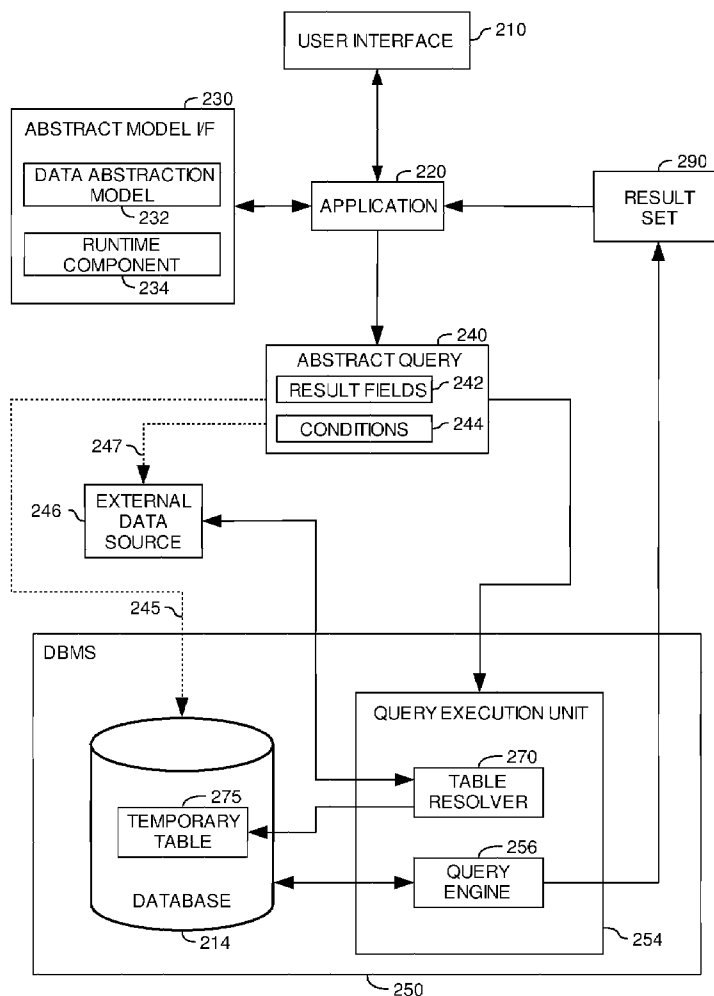 USER INTERFACE
210
230
ABSTRACT MODEL I/F
DATA ABSTRACTION
MODEL
232
RUNTIME
COMPONENT
234
220
APPLICATION
290
RESULT
SET
240
ABSTRACT QUERY
RESULT FIELDS
242
CONDITIONS
244
247
246
EXTERNAL
DATA
SOURCE
245
DBMS
QUERY EXECUTION UNIT
270
TABLE
RESOLVER
275
TEMPORARY
TABLE
256
QUERY
ENGINE
DATABASE
214
254
250